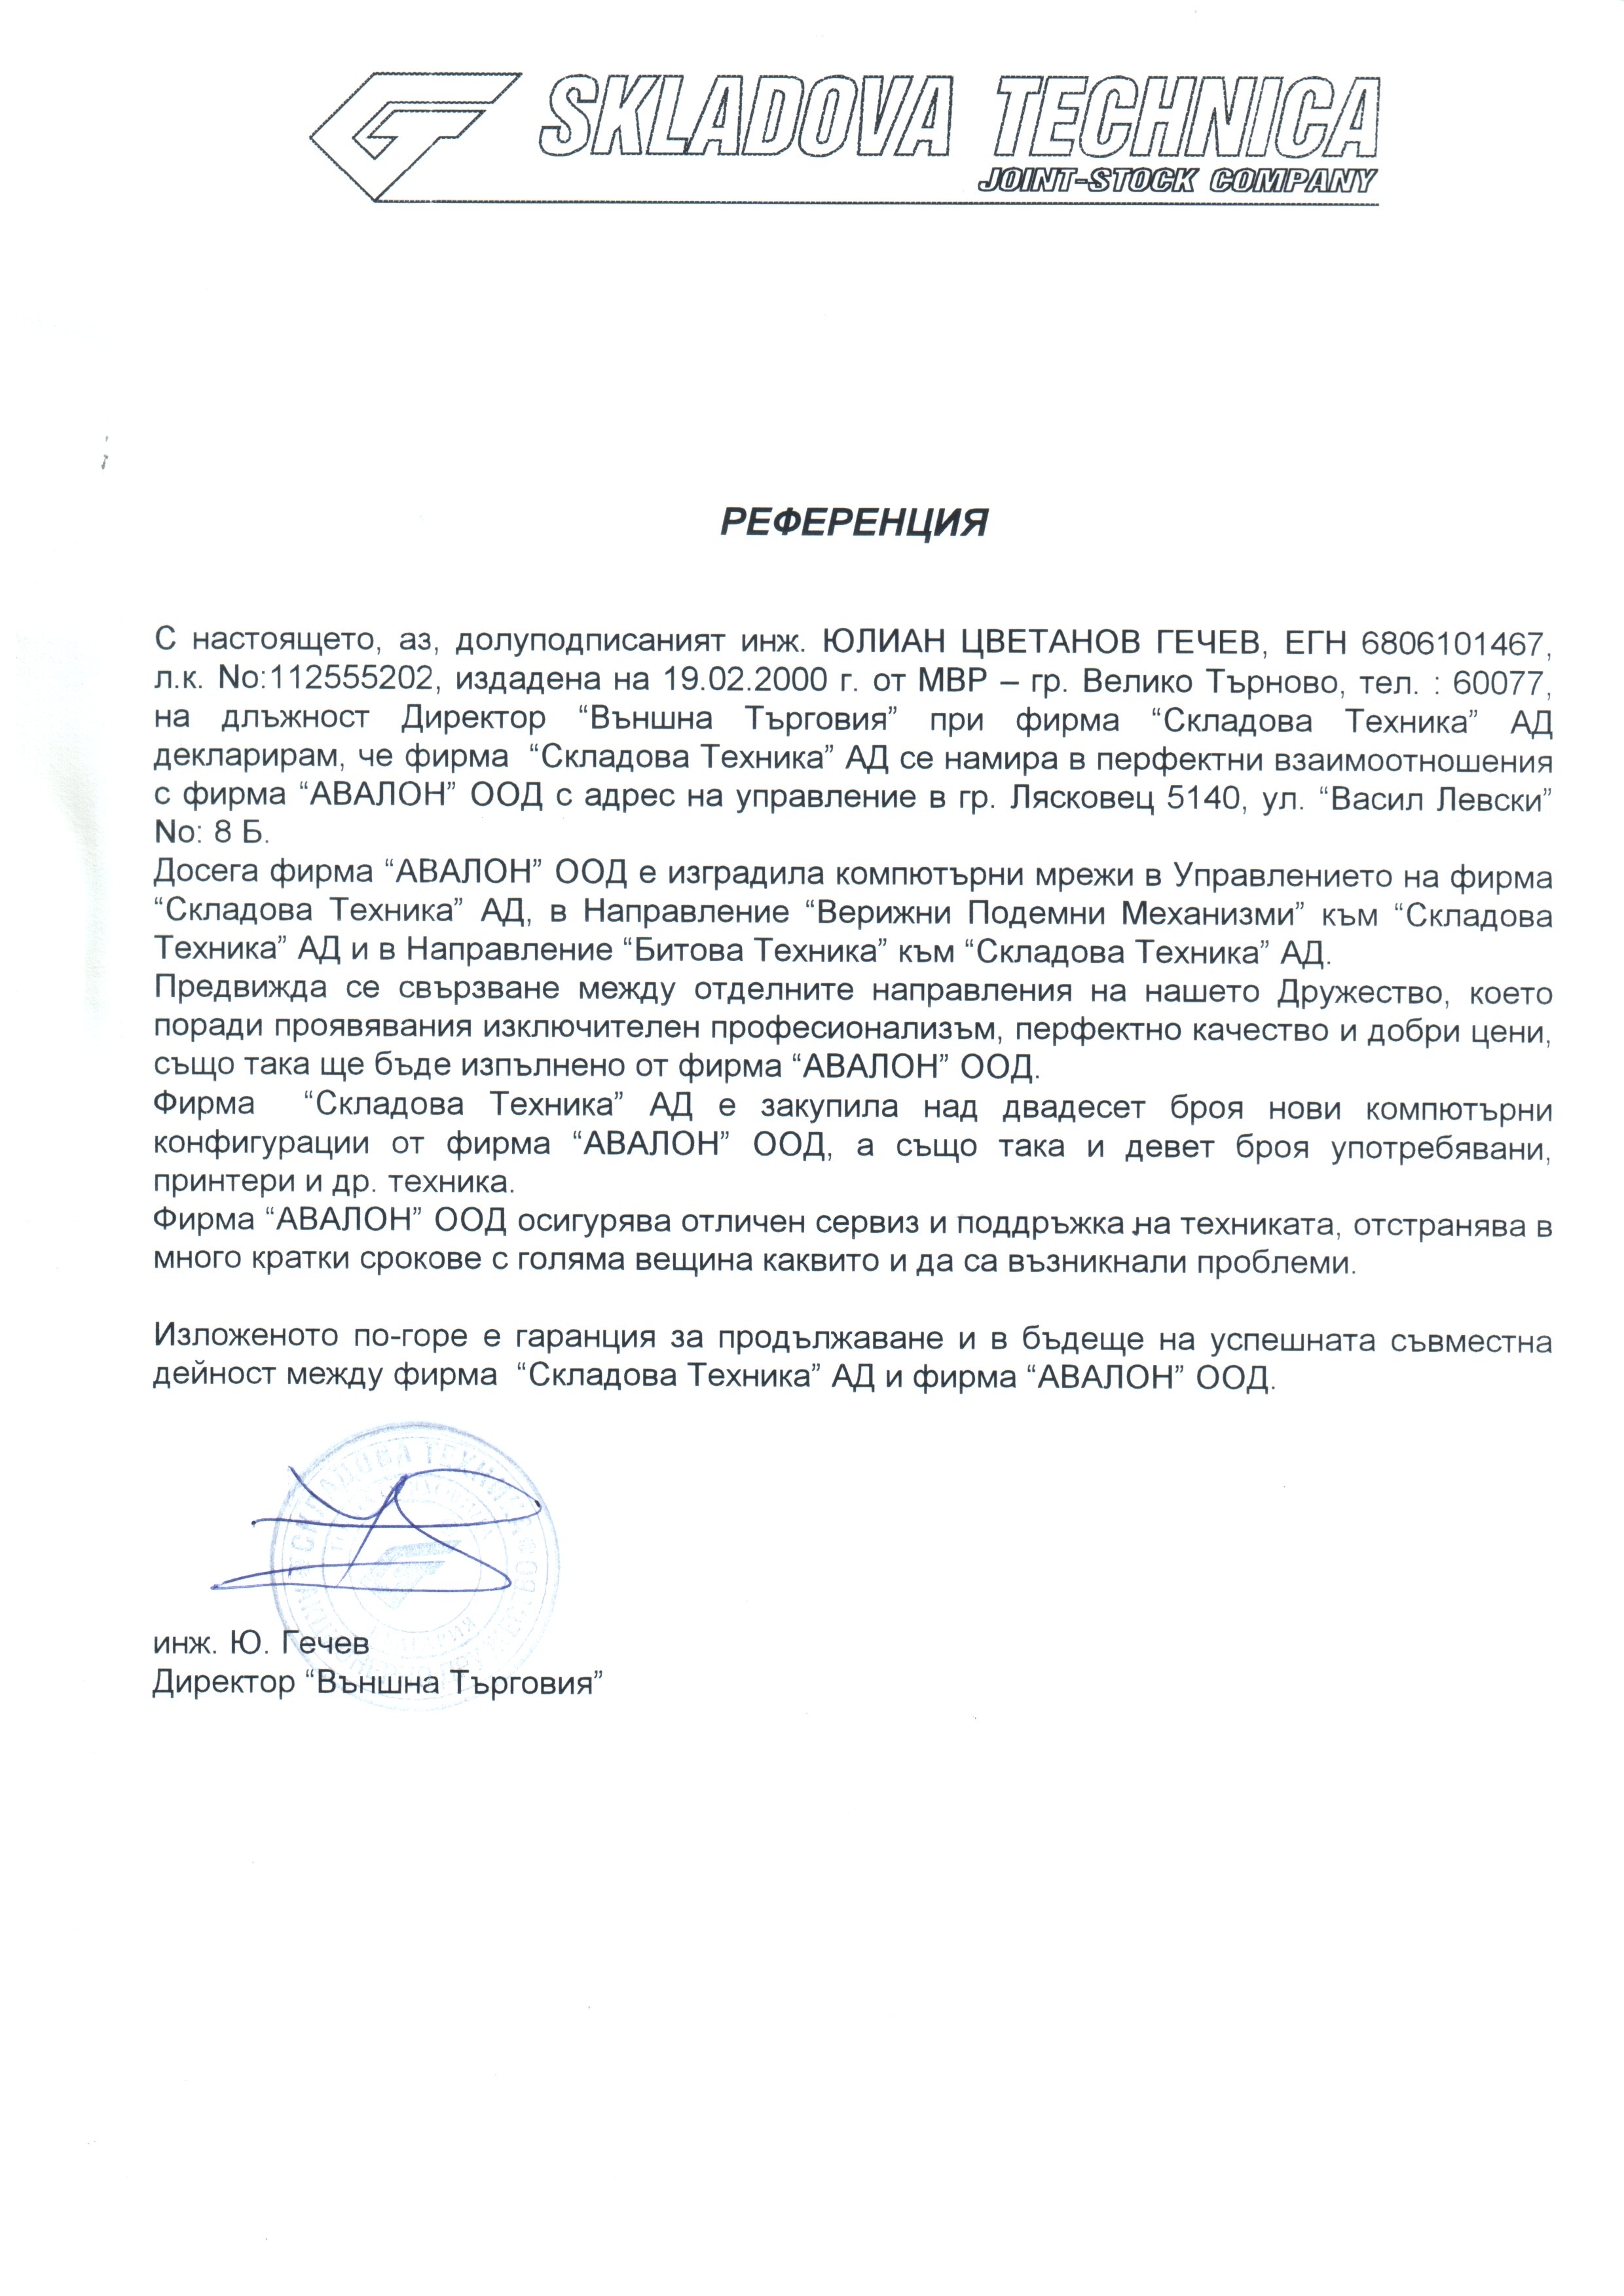 SKLADOVA TECHNICA
JOINT-STOCK COMPANY
РЕФЕРЕНЦИЯ
С настоящето, аз, долуподписаният инж. ЮЛИАН ЦВЕТАНОВ ГЕЧЕВ, ЕГН 6806101467,
л.к. No:112555202, издадена на 19.02.2000 г. от МВР – гр. Велико Търново, тел. : 60077,
на длъжност Директор “Външна Търговия” при фирма “Складова Техника” АД
декларирам, че фирма “Складова Техника” АД се намира в перфектни взаимоотношения
с фирма “АВАЛОН” ООД с адрес на управление в гр. Лясковец 5140, ул. “Васил Левски”
No: 8 Б.
Досега фирма “АВАЛОН” ООД е изградила компютърни мрежи в Управлението на фирма
“Складова Техника” АД, в Направление “Верижни Подемни Механизми” към “Складова
Техника” АД и в Направление “Битова Техника” към “Складова Техника” АД.
Предвижда се свързване между отделните направления на нашето Дружество, което
поради проявявания изключителен професионализъм, перфектно качество и добри цени,
също така ще бъде изпълнено от фирма “АВАЛОН” ООД.
Фирма “Складова Техника” АД е закупила над двадесет броя нови компютърни
конфигурации от фирма “АВАЛОН” ООД, а също така и девет броя употребявани,
принтери и др. техника.
Фирма “АВАЛОН” ООД осигурява отличен сервиз и поддръжка на техниката, отстранява в
много кратки срокове с голяма вещина каквито и да са възникнали проблеми.
Изложеното по-горе е гаранция за продължаване и в бъдеще на успешната съвместна
дейност между фирма “Складова Техника” АД и фирма “АВАЛОН” ООД.
СКЛАДОВА ТЕХНИКА
инж. Ю. Гечев
Директор “Външна Търговия”